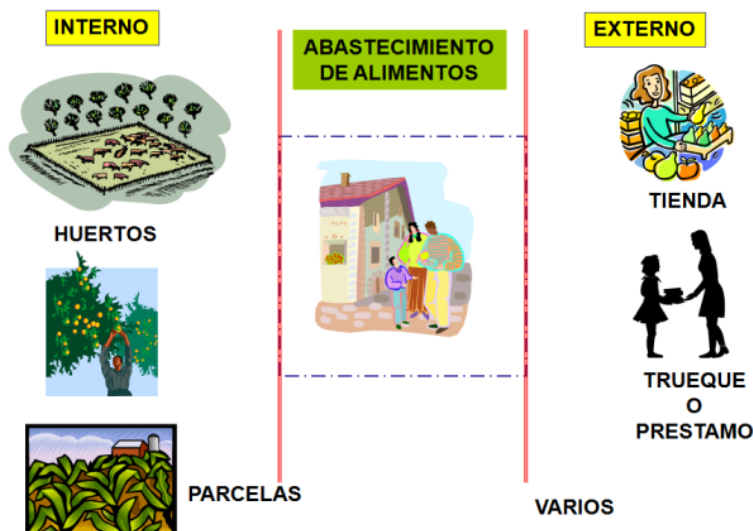 INTERNO
HUERTOS
PARCELAS
ABASTECIMIENTO
DE ALIMENTOS
EXTERNO
TIENDA
TRUEQUE
O
PRESTAMO
VARIOS